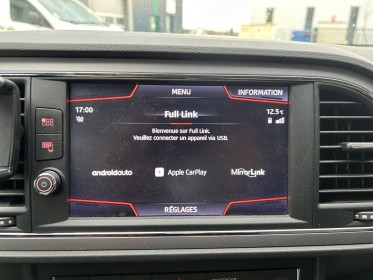 MENU
INFORMATION
17:00
Full Link
12.5°C
Bienvenue sur Full Link.
Veuillez connecter un appareil via USB.
androidauto
Apple CarPlay
MirrorLink
RÉGLAGES